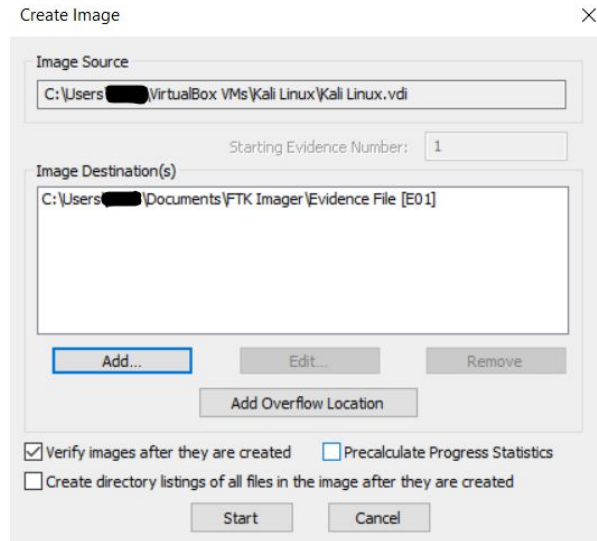 Create Image
Image Source
C:\Users\ \VirtualBox VMs\Kali Linux\Kali Linux.vdi
Starting Evidence Number: 1
Image Destination(s)
C:\Users\ \Documents\FTK Imager\Evidence File [E01]
Add... Edit... Remove
Add Overflow Location
Verify images after they are created Precalculate Progress Statistics
Create directory listings of all files in the image after they are created
Start Cancel